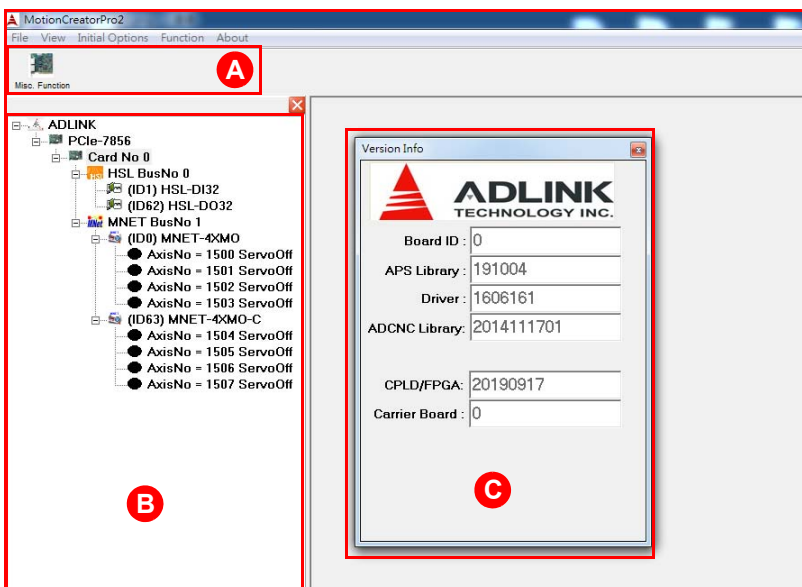 MotionCreatorPro2
File View Initial Options Function About
Misc. Function
A
ADLINK
PCIe-7856
Card No 0
HSL BusNo 0
(ID1) HSL-DI32
(ID62) HSL-DO32
MNET BusNo 1
(ID0) MNET-4XMO
AxisNo = 1500 ServoOff
AxisNo = 1501 ServoOff
AxisNo = 1502 ServoOff
AxisNo = 1503 ServoOff
(ID63) MNET-4XMO-C
AxisNo = 1504 ServoOff
AxisNo = 1505 ServoOff
AxisNo = 1506 ServoOff
AxisNo = 1507 ServoOff
B
Version Info
ADLINK
TECHNOLOGY INC.
Board ID : 0
APS Library : 191004
Driver : 1606161
ADCNC Library: 2014111701
CPLD/FPGA: 20190917
Carrier Board : 0
C